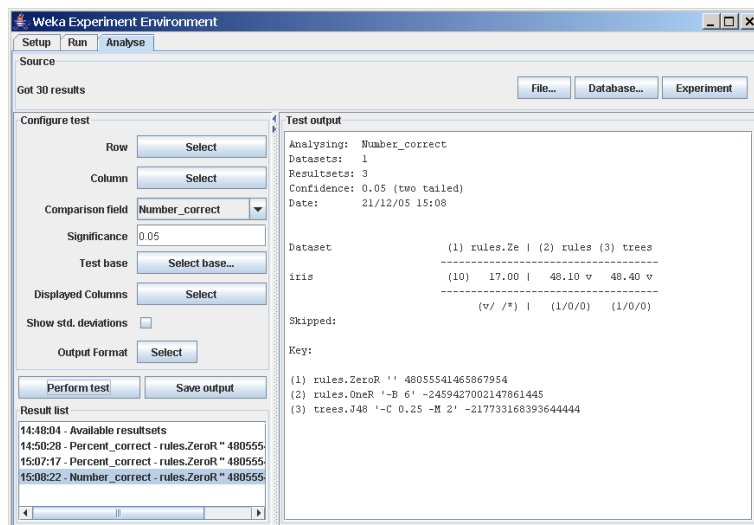 Weka Experiment Environment
Setup Run Analyse
Source
Got 30 results
File... Database... Experiment
Configure test
Row Select
Column Select
Comparison field Number_correct
Significance 0.05
Test base Select base...
Displayed Columns Select
Show std. deviations
Output Format Select
Perform test Save output
Result list
14:48:04 - Available resultsets
14:50:28 - Percent_correct - rules.ZeroR '' 480555
15:07:17 - Percent_correct - rules.ZeroR '' 480555
15:08:22 - Number_correct - rules.ZeroR '' 480555
Test output
Analysing: Number_correct
Datasets: 1
Resultsets: 3
Confidence: 0.05 (two tailed)
Date: 21/12/05 15:08
Dataset (1) rules.Ze | (2) rules (3) trees
------------------------------------
iris (10) 17.00 | 48.10 v 48.40 v
------------------------------------
(v/ /*) | (1/0/0) (1/0/0)
Skipped:
Key:
(1) rules.ZeroR '' 48055541465867954
(2) rules.OneR '-B 6' -2459427002147861445
(3) trees.J48 '-C 0.25 -M 2' -217733168393644444